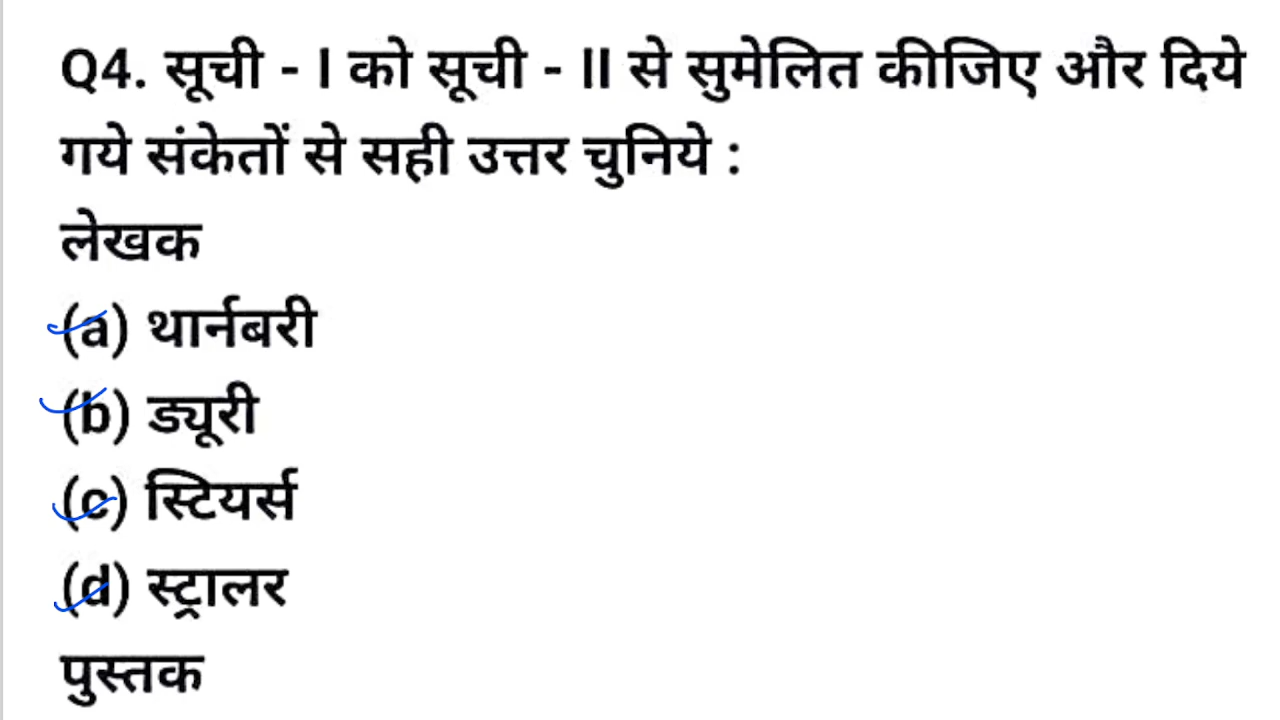 Q4. सूची - I को सूची - II से सुमेलित कीजिए और दिये
गये संकेतों से सही उत्तर चुनिये :
लेखक
(a) थार्नबरी
(b) ड्यूरी
(c) स्टियर्स
(d) स्ट्रालर
पुस्तक